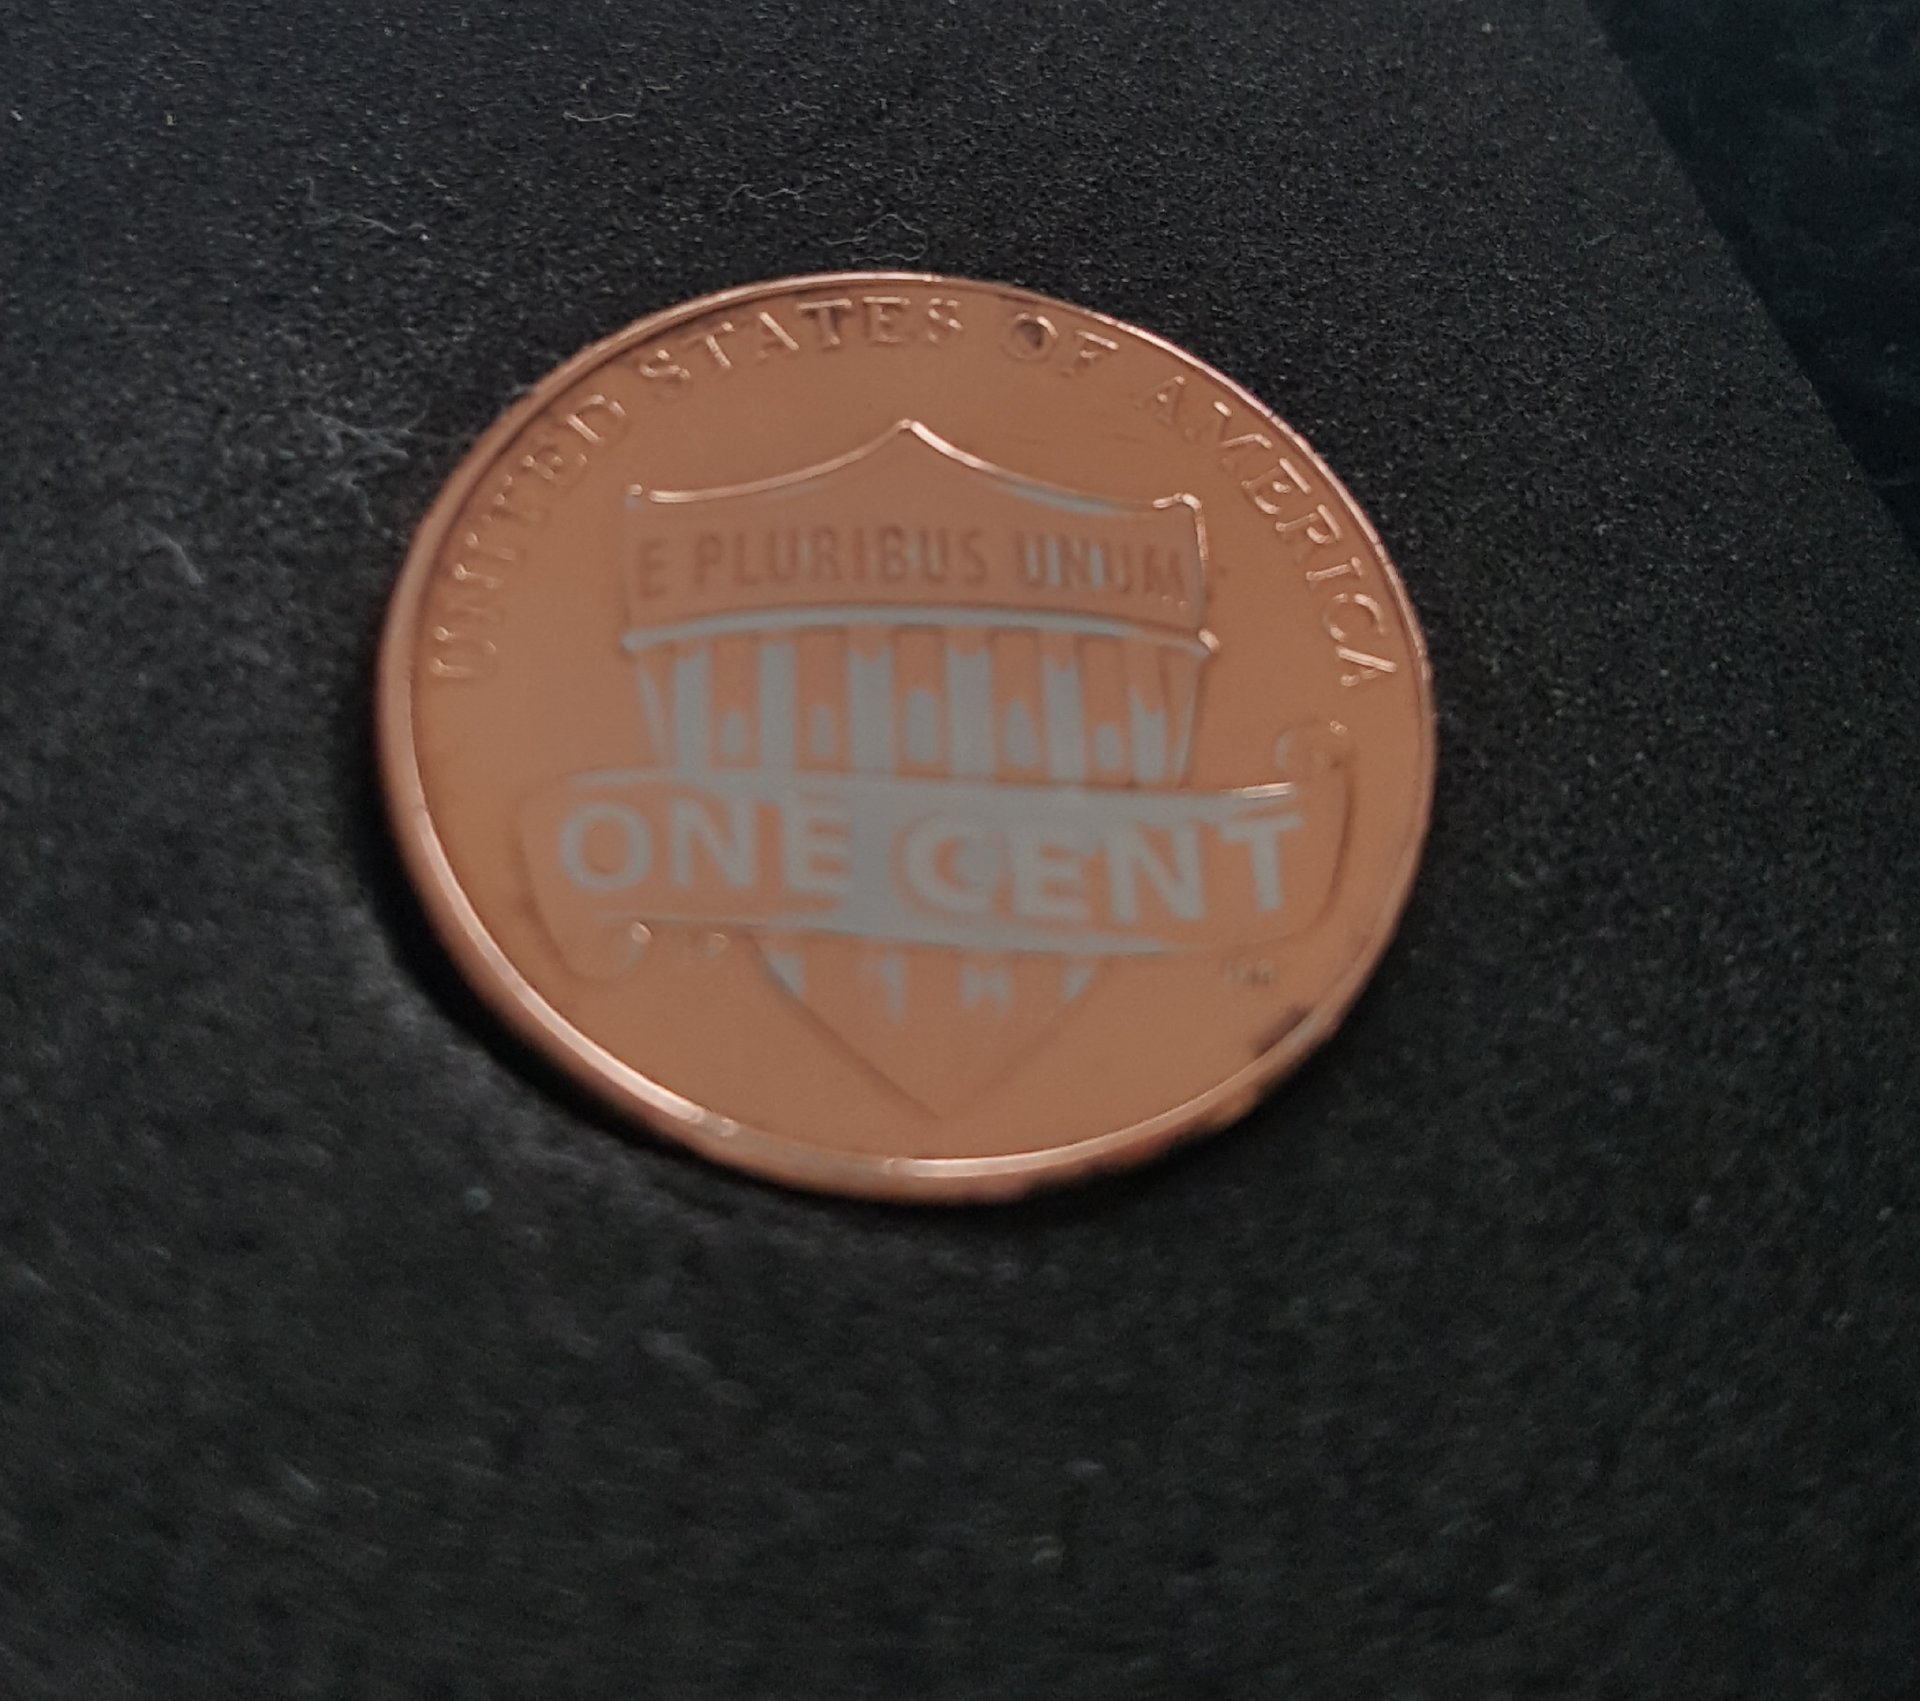 UNITED STATES OF AMERICA
E PLURIBUS UNUM
ONE CENT